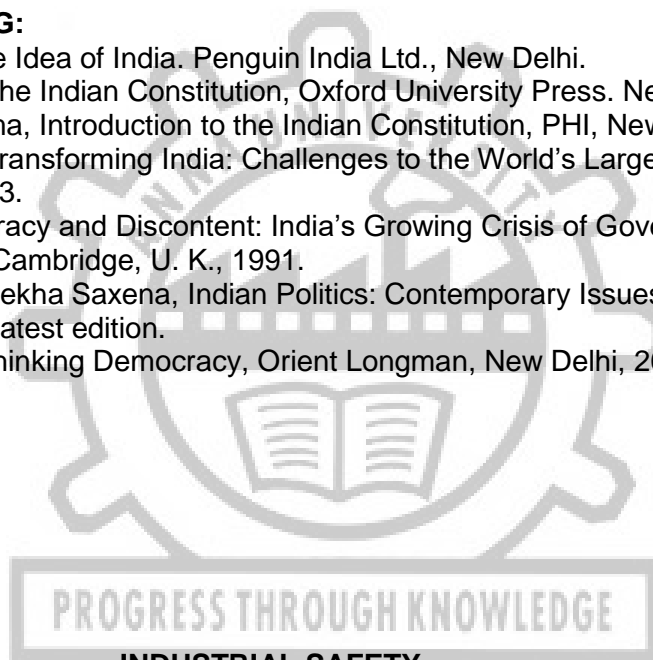 G:
e Idea of India. Penguin India Ltd., New Delhi.
he Indian Constitution, Oxford University Press. Ne
na, Introduction to the Indian Constitution, PHI, New
ransforming India: Challenges to the World's Large
3.
racy and Discontent: India's Growing Crisis of Gove
Cambridge, U. K., 1991.
ekha Saxena, Indian Politics: Contemporary Issues
atest edition.
hinking Democracy, Orient Longman, New Delhi, 20
ANNA UNIVERSITY
PROGRESS THROUGH KNOWLEDGE
INDUSTRIAL SAFETY